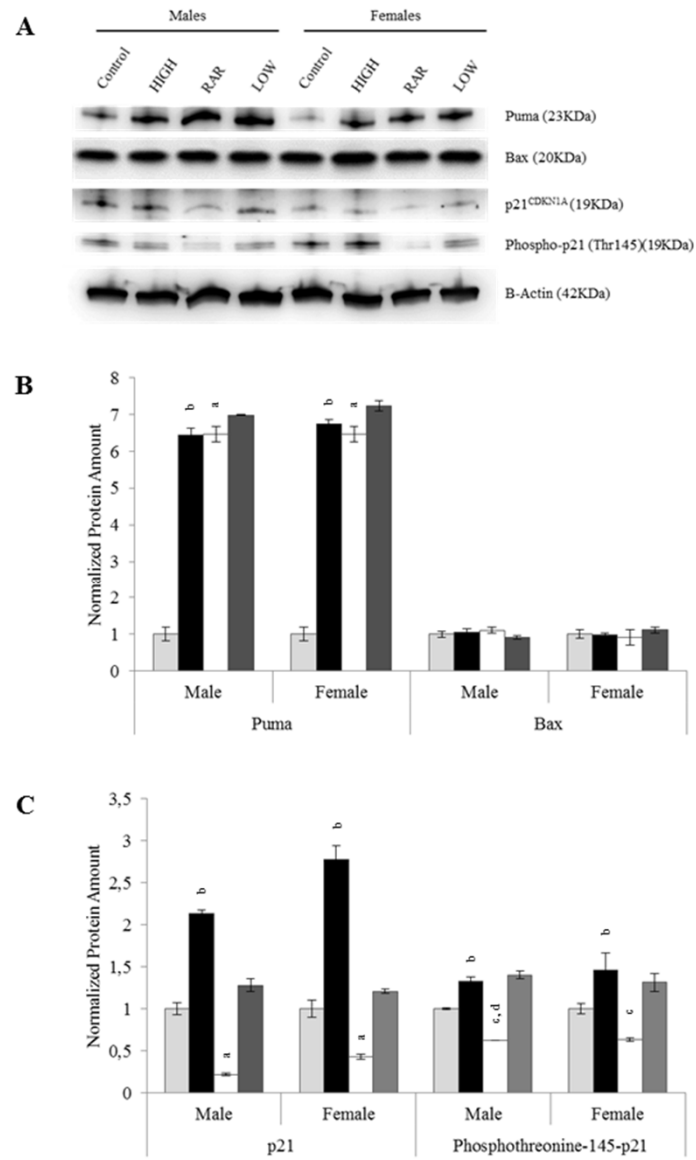 A
Males Females
Control HIGH RAR LOW Control HIGH RAR LOW
Puma (23KDa)
Bax (20KDa)
p21CDKN1A (19KDa)
Phospho-p21 (Thr145)(19KDa)
B-Actin (42KDa)
B
Normalized Protein Amount
8
7
6
5
4
3
2
1
0
b a b a
Male Female Male Female
Puma Bax
C
Normalized Protein Amount
3,5
3
2,5
2
1,5
1
0,5
0
b a b a b c,d b c
Male Female Male Female
p21 Phosphothreonine-145-p21